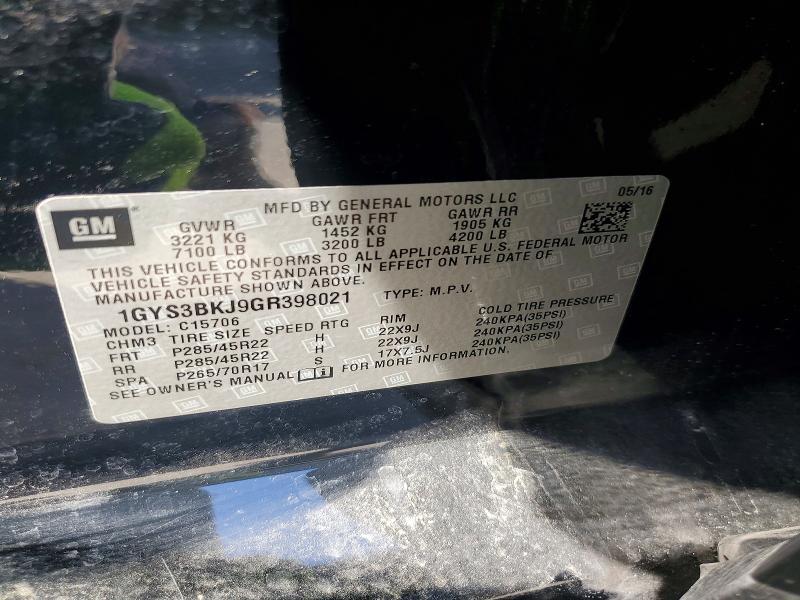 GM
MFD BY GENERAL MOTORS LLC
05/16
GVWR GAWR FRT GAWR RR
3221 KG 1452 KG 1905 KG
7100 LB 3200 LB 4200 LB
THIS VEHICLE CONFORMS TO ALL APPLICABLE U.S. FEDERAL MOTOR
VEHICLE SAFETY STANDARDS IN EFFECT ON THE DATE OF
MANUFACTURE SHOWN ABOVE.
1GYS3BKJ9GR398021 TYPE: M.P.V.
MODEL: C15706
CHM3 TIRE SIZE SPEED RTG RIM COLD TIRE PRESSURE
FRT P285/45R22 H 22X9J 240KPA(35PSI)
RR P285/45R22 H 22X9J 240KPA(35PSI)
SPA P265/70R17 S 17X7.5J 240KPA(35PSI)
SEE OWNER'S MANUAL i FOR MORE INFORMATION.